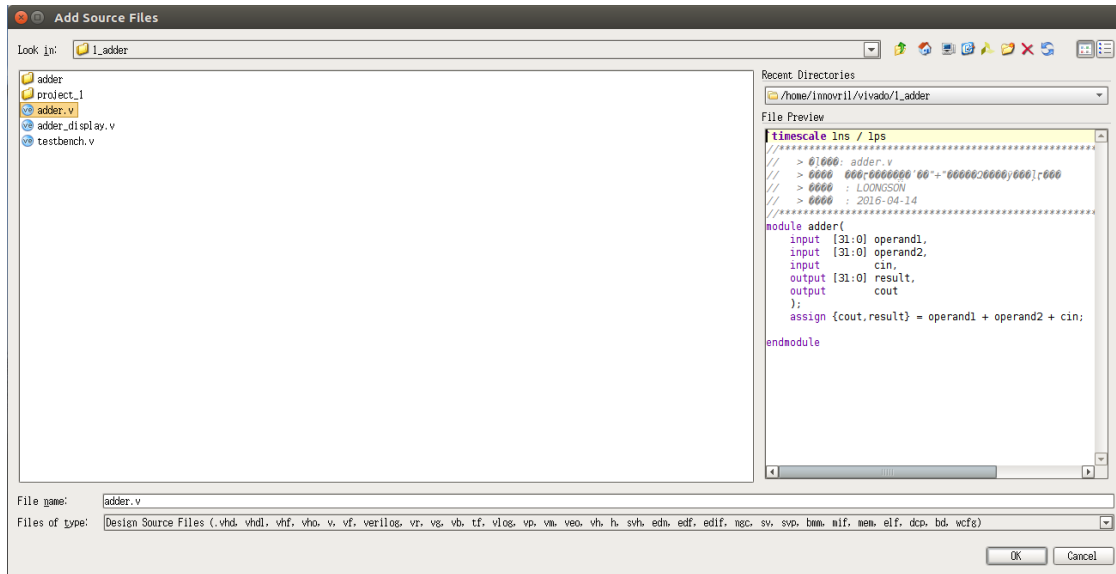 Add Source Files
Look in: 1_adder
adder
project_1
adder.v
adder_display.v
testbench.v
Recent Directories
/home/innovril/vivado/1_adder
File Preview
`timescale 1ns / 1ps
//*****************************************************
// > : adder.v
// >
// > : LOONGSON
// > : 2016-04-14
//*****************************************************
module adder(
input [31:0] operand1,
input [31:0] operand2,
input cin,
output [31:0] result,
output cout
);
assign {cout,result} = operand1 + operand2 + cin;
endmodule
File name: adder.v
Files of type: Design Source Files (.vhd, vhdl, vhf, vho, v, vf, verilog, vr, vg, vb, tf, vlog, vp, vm, veo, vh, h, svh, edn, edf, edif, ngc, sv, svp, bmm, mif, mem, elf, dcp, bd, wcfg)
OK Cancel